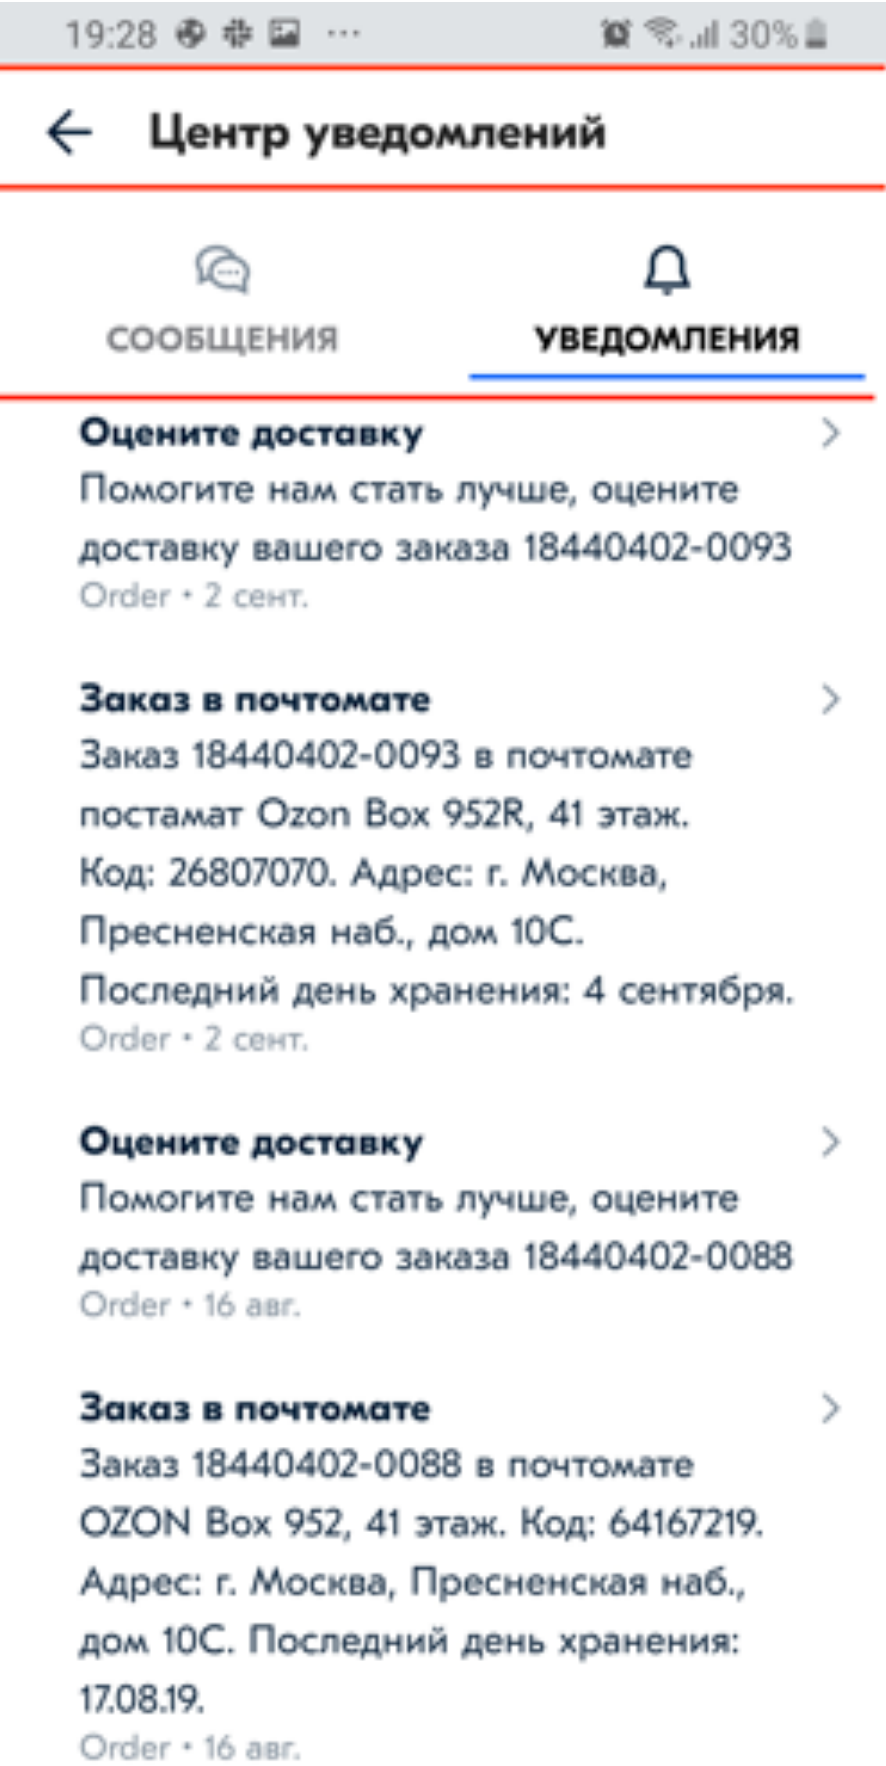 19:28 30%
Центр уведомлений
СООБЩЕНИЯ УВЕДОМЛЕНИЯ
Оцените доставку
Помогите нам стать лучше, оцените
доставку вашего заказа 18440402-0093
Order • 2 сент.
Заказ в почтомате
Заказ 18440402-0093 в почтомате
постамат Ozon Box 952R, 41 этаж.
Код: 26807070. Адрес: г. Москва,
Пресненская наб., дом 10С.
Последний день хранения: 4 сентября.
Order • 2 сент.
Оцените доставку
Помогите нам стать лучше, оцените
доставку вашего заказа 18440402-0088
Order • 16 авг.
Заказ в почтомате
Заказ 18440402-0088 в почтомате
OZON Box 952, 41 этаж. Код: 64167219.
Адрес: г. Москва, Пресненская наб.,
дом 10С. Последний день хранения:
17.08.19.
Order • 16 авг.